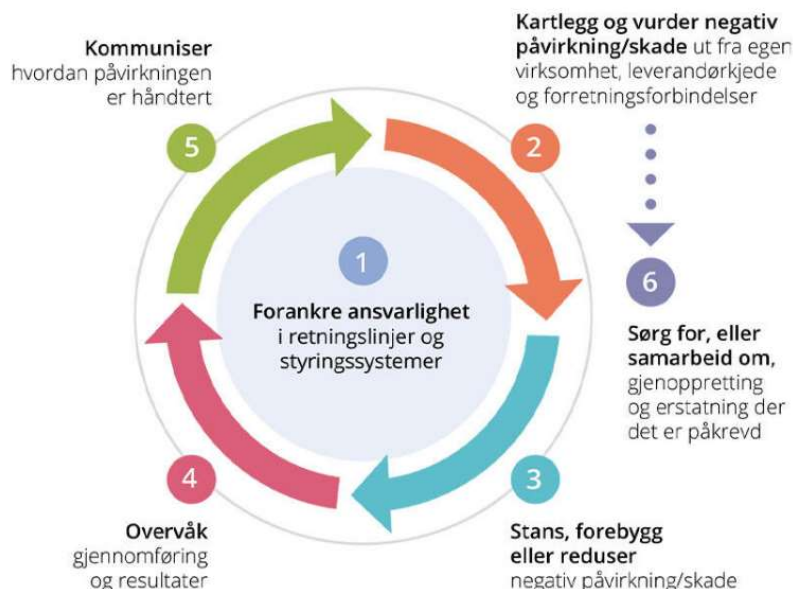 1
Forankre ansvarlighet
i retningslinjer og
styringssystemer
2
Kartlegg og vurder negativ
påvirkning/skade ut fra egen
virksomhet, leverandørkjede
og forretningsforbindelser
3
Stans, forebygg
eller reduser
negativ påvirkning/skade
4
Overvåk
gjennomføring
og resultater
5
Kommuniser
hvordan påvirkningen
er håndtert
6
Sørg for, eller
samarbeid om,
gjenoppretting
og erstatning der
det er påkrevd